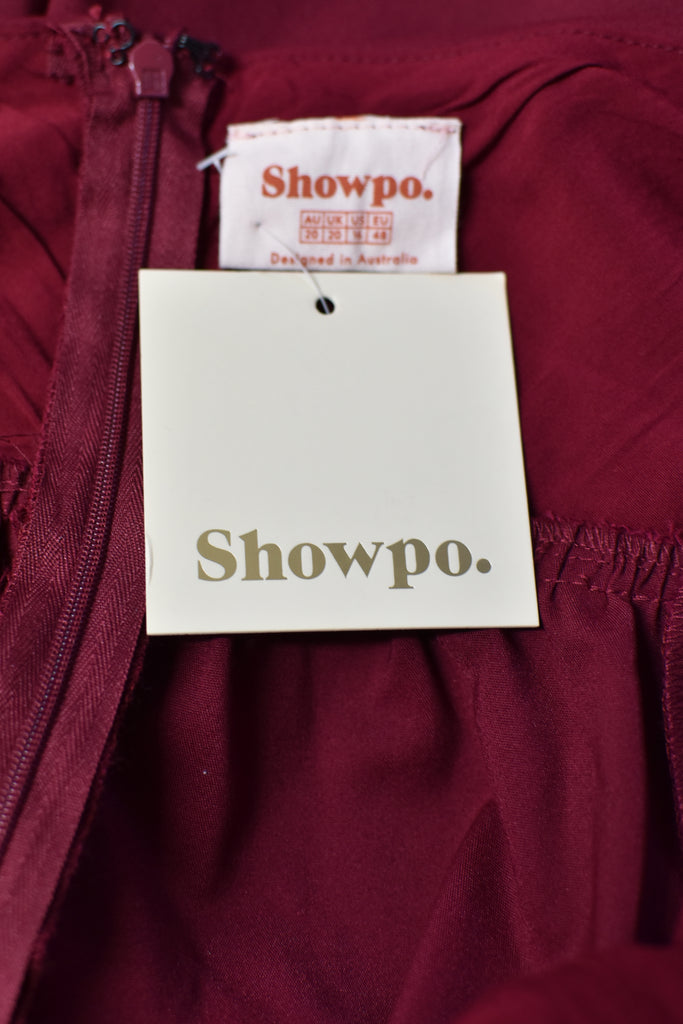 Showpo.
AU UK US EU
20 20 16 48
Designed in Australia
Showpo.